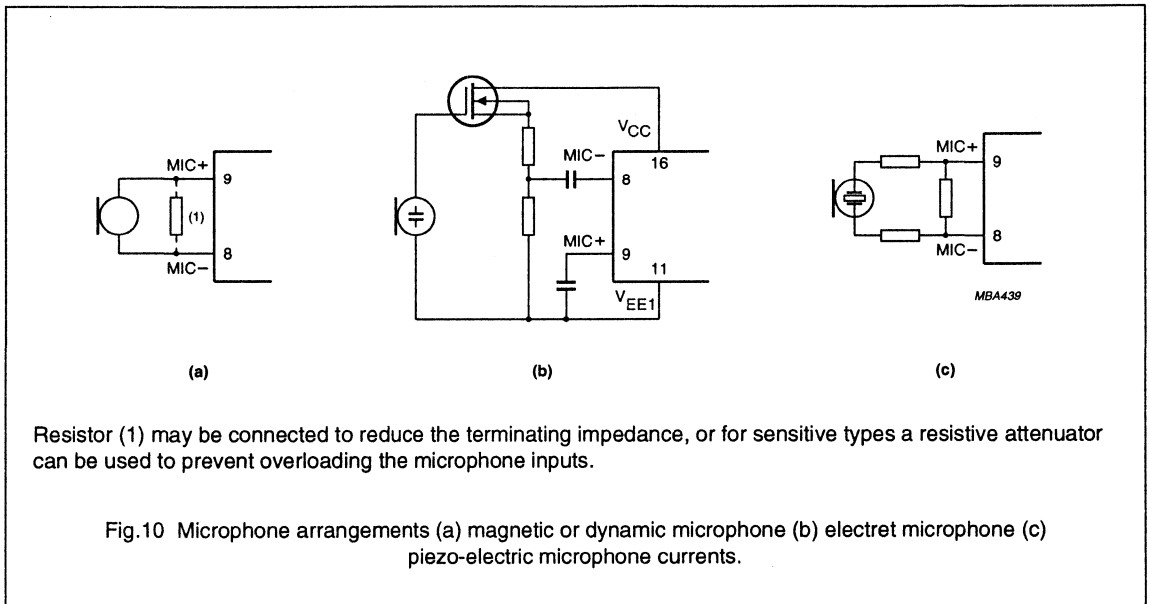 MIC+
9
(1)
8
MIC−
(a)
VCC
16
MIC−
8
MIC+
9
11
VEE1
(b)
MIC+
9
8
MIC−
MBA439
(c)
Resistor (1) may be connected to reduce the terminating impedance, or for sensitive types a resistive attenuator
can be used to prevent overloading the microphone inputs.
Fig.10 Microphone arrangements (a) magnetic or dynamic microphone (b) electret microphone (c)
piezo-electric microphone currents.